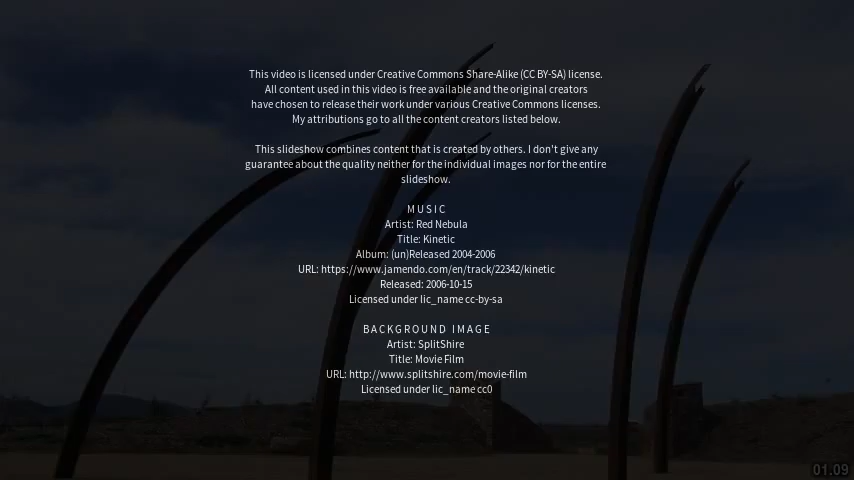 This video is licensed under Creative Commons Share-Alike (CC BY-SA) license.
All content used in this video is free available and the original creators
have chosen to release their work under various Creative Commons licenses.
My attributions go to all the content creators listed below.
This slideshow combines content that is created by others. I don't give any
guarantee about the quality neither for the individual images nor for the entire
slideshow.
MUSIC
Artist: Red Nebula
Title: Kinetic
Album: (un)Released 2004-2006
URL: https://www.jamendo.com/en/track/22342/kinetic
Released: 2006-10-15
Licensed under lic_name cc-by-sa
BACKGROUND IMAGE
Artist: SplitShire
Title: Movie Film
URL: http://www.splitshire.com/movie-film
Licensed under lic_name cc0
01.09